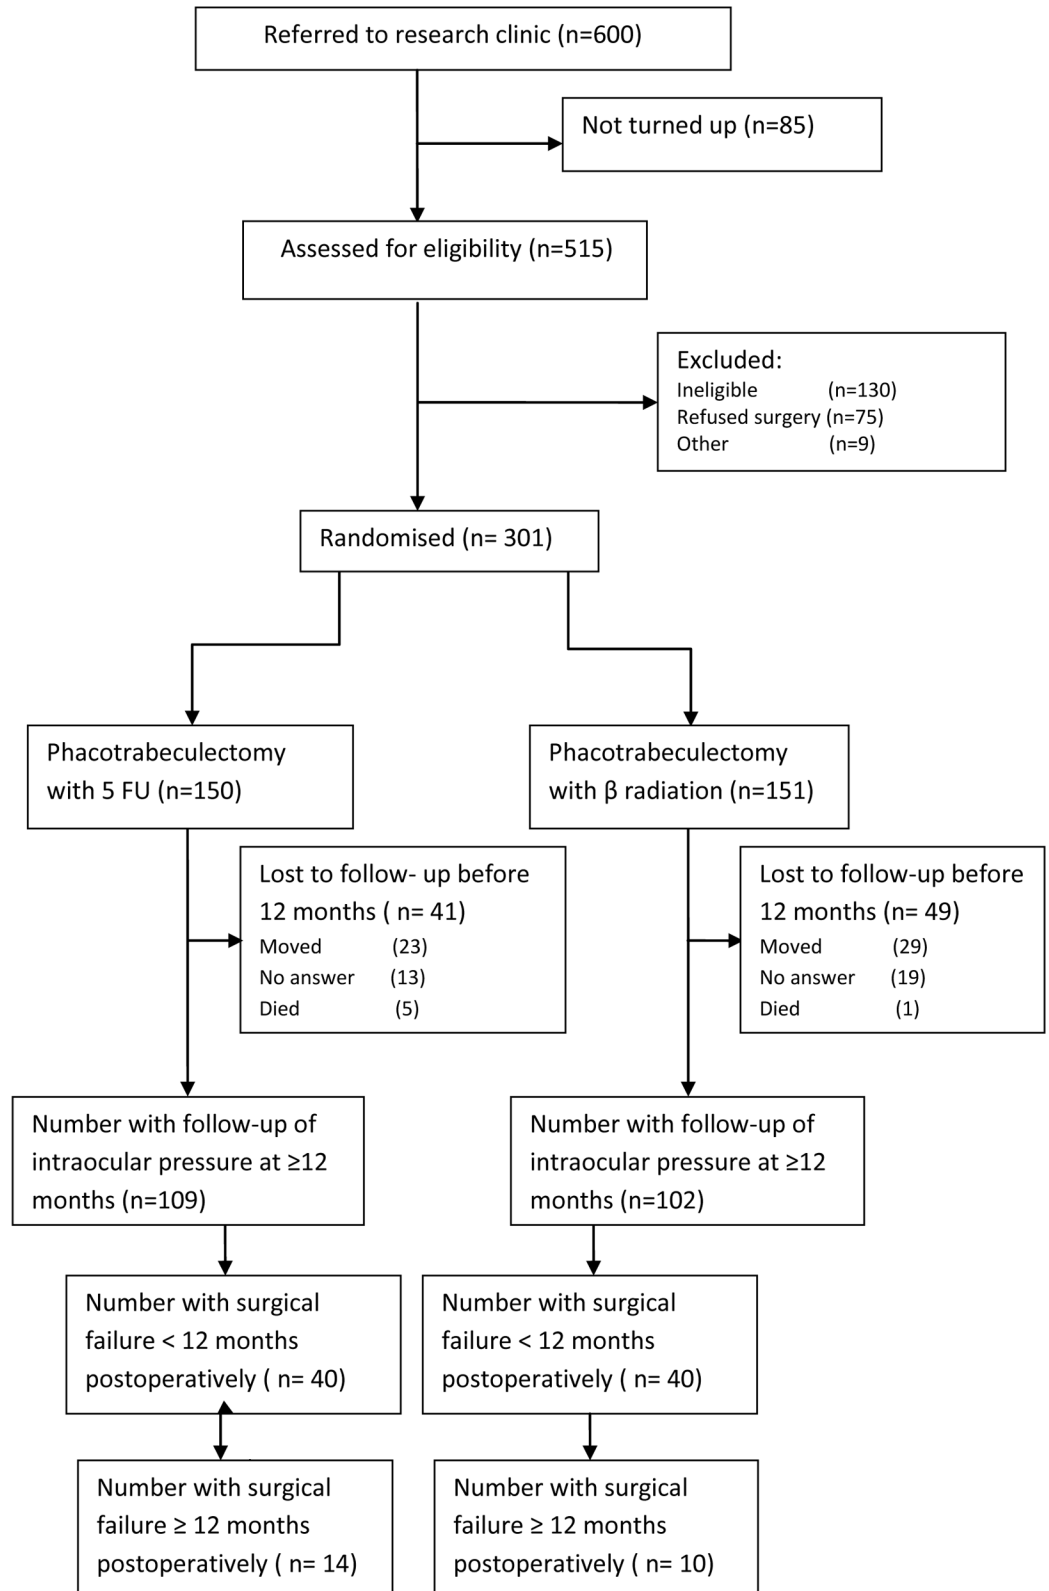 Referred to research clinic (n=600)
Not turned up (n=85)
Assessed for eligibility (n=515)
Excluded:
Ineligible (n=130)
Refused surgery (n=75)
Other (n=9)
Randomised (n= 301)
Phacotrabeculectomy
with 5 FU (n=150)
Phacotrabeculectomy
with β radiation (n=151)
Lost to follow- up before
12 months ( n= 41)
Moved (23)
No answer (13)
Died (5)
Lost to follow-up before
12 months (n= 49)
Moved (29)
No answer (19)
Died (1)
Number with follow-up of
intraocular pressure at ≥12
months (n=109)
Number with follow-up of
intraocular pressure at ≥12
months (n=102)
Number with surgical
failure < 12 months
postoperatively ( n= 40)
Number with surgical
failure < 12 months
postoperatively ( n= 40)
Number with surgical
failure ≥ 12 months
postoperatively ( n= 14)
Number with surgical
failure ≥ 12 months
postoperatively ( n= 10)